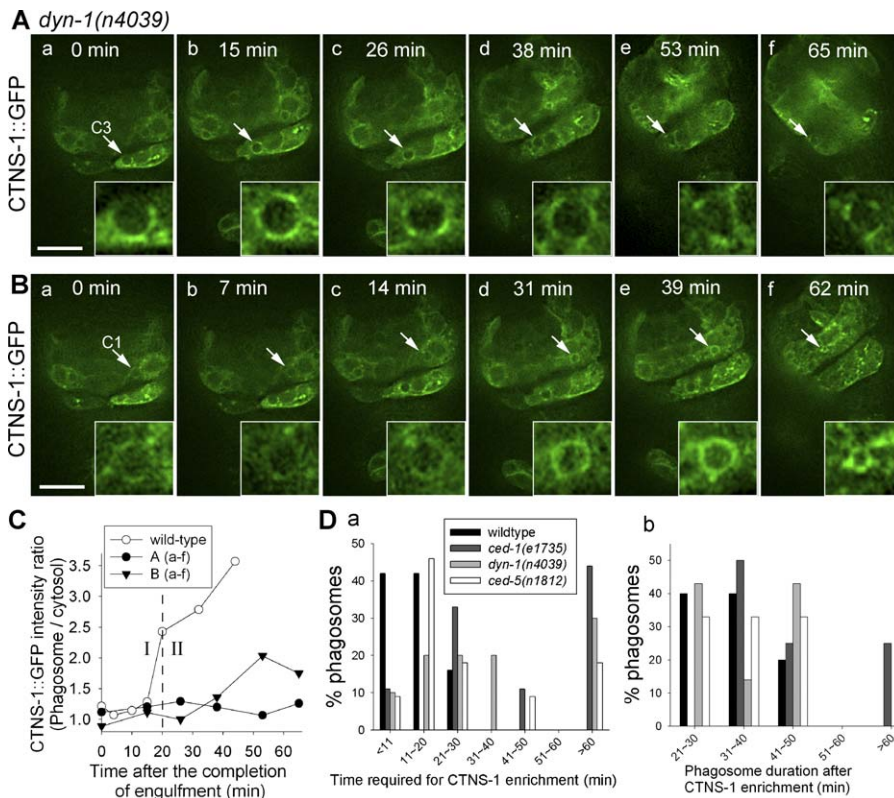 A dyn-1(n4039)
CTNS-1::GFP
a 0 min
b 15 min
c 26 min
d 38 min
e 53 min
f 65 min
C3
B
CTNS-1::GFP
a 0 min
b 7 min
c 14 min
d 31 min
e 39 min
f 62 min
C1
C
wild-type
A (a-f)
B (a-f)
CTNS-1::GFP intensity ratio
(Phagosome / cytosol)
3.5
3.0
2.5
2.0
1.5
1.0
I II
0 20 40 60
Time after the completion
of engulfment (min)
D a
wildtype
ced-1(e1735)
dyn-1(n4039)
ced-5(n1812)
% phagosomes
50
40
30
20
10
0
<11 11~20 21~30 31~40 41~50 51~60 >60
Time required for CTNS-1 enrichment (min)
b
% phagosomes
50
40
30
20
10
0
21~30 31~40 41~50 51~60 >60
Phagosome duration after
CTNS-1 enrichment (min)